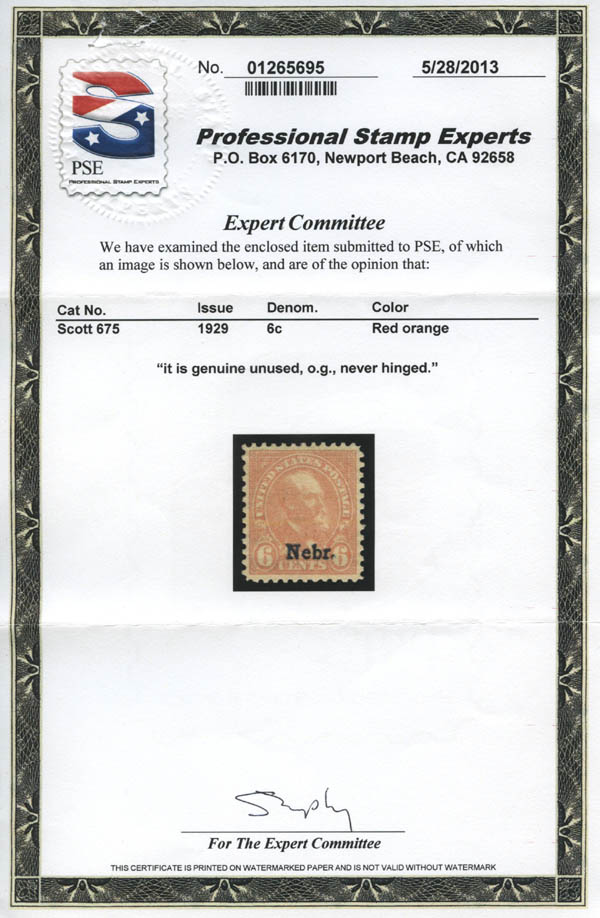 No. 01265695 5/28/2013
PSE
PROFESSIONAL STAMP EXPERTS
Professional Stamp Experts
P.O. Box 6170, Newport Beach, CA 92658
Expert Committee
We have examined the enclosed item submitted to PSE, of which
an image is shown below, and are of the opinion that:
Cat No. Issue Denom. Color
Scott 675 1929 6c Red orange
“it is genuine unused, o.g., never hinged.”
UNITED STATES POSTAGE
Nebr.
6 CENTS 6
For The Expert Committee
THIS CERTIFICATE IS PRINTED ON WATERMARKED PAPER AND IS NOT VALID WITHOUT WATERMARK